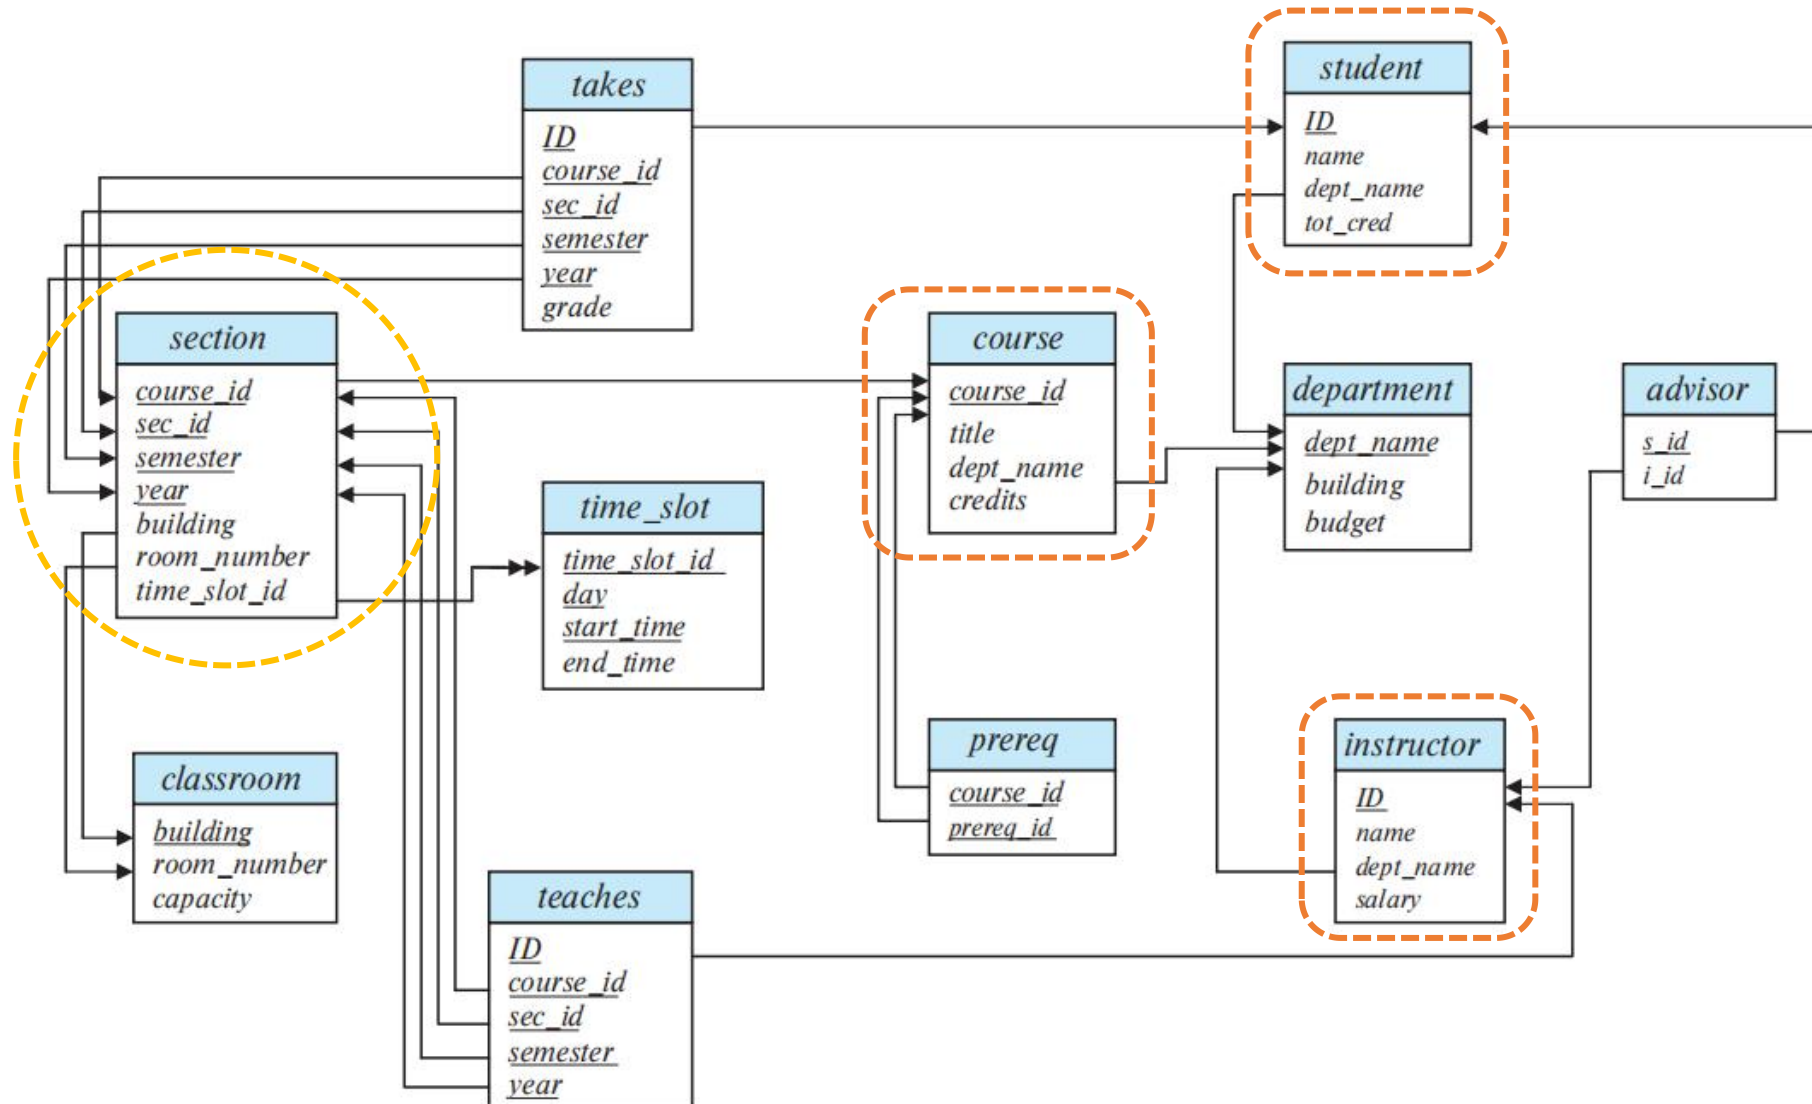 takes
ID
course_id
sec_id
semester
year
grade
student
ID
name
dept_name
tot_cred
section
course_id
sec_id
semester
year
building
room_number
time_slot_id
course
course_id
title
dept_name
credits
department
dept_name
building
budget
advisor
s_id
i_id
time_slot
time_slot_id
day
start_time
end_time
prereq
course_id
prereq_id
instructor
ID
name
dept_name
salary
classroom
building
room_number
capacity
teaches
ID
course_id
sec_id
semester
year